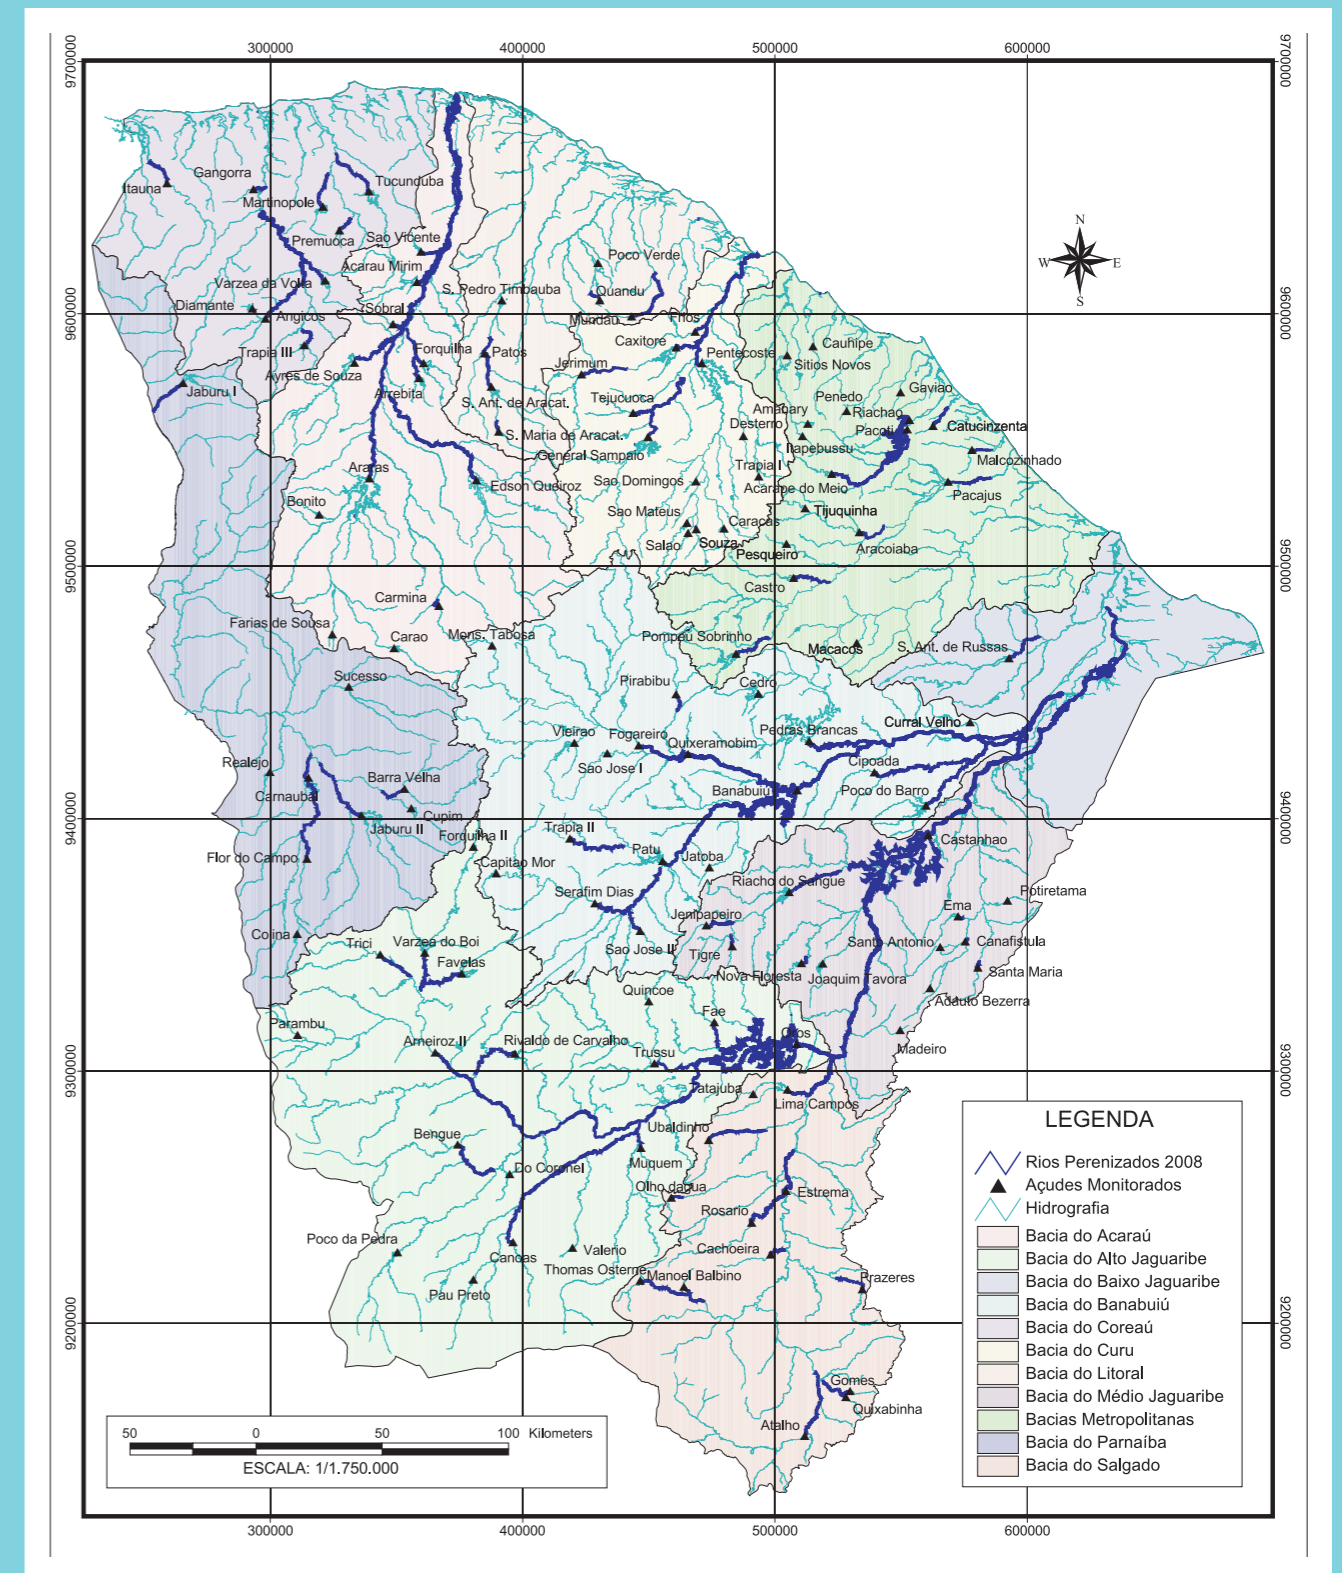 300000 400000 500000 600000
9700000 9700000
Itauna
Gangorra
Martinopole
Tucunduba
Premuoca
Sao Vicente
Acarau Mirim
Varzea da Volta
Diamante
Angicos
Sobral
Trapia III
Ayres de Souza
Forquilha
Arrebita
Jaburu I
Poco Verde
S. Pedro Timbauba
Quandu
Mundau
Frios
Caxitore
Patos
Jerimum
Pentecoste
Tejucuoca
S. Ant. de Aracat.
S. Maria de Aracat.
General Sampaio
N
W E
S
9600000 9600000
Cauhipe
Sitios Novos
Gaviao
Penedo
Amanary
Riachao
Desterro
Pacoti
Catucinzenta
Itapebussu
Malcozinhado
Trapia I
Acarape do Meio
Pacajus
Araras
Bonito
Edson Queiroz
Sao Domingos
Sao Mateus
Caracas
Salao
Souza
Tijuquinha
Aracoiaba
Pesqueiro
9500000 9500000
Castro
Carmina
Farias de Sousa
Carao
Mons. Tabosa
Pompeu Sobrinho
Macacos
S. Ant. de Russas
Sucesso
Pirabibu
Cedro
Curral Velho
Vieirao
Fogareiro
Quixeramobim
Pedras Brancas
Sao Jose I
Cipoada
Realejo
Barra Velha
Banabuiú
Poco do Barro
Carnaubal
Cupim
9400000 9400000
Jaburu II
Forquilha II
Trapia II
Castanhao
Flor do Campo
Capitao Mor
Patu
Jatoba
Riacho do Sangue
Serafim Dias
Potiretama
Ema
Jenipapeiro
Colina
Trici
Varzea do Boi
Favelas
Sao Jose II
Tigre
Santo Antonio
Canafistula
Nova Floresta
Joaquim Tavora
Santa Maria
Quincoe
Adauto Bezerra
Parambu
Fae
Oros
Arneiroz II
Rivaldo de Carvalho
Trussu
Madeiro
9300000 9300000
Tatajuba
Lima Campos
Bengue
Ubaldinho
Do Coronel
Muquem
Olho dagua
Estrema
Rosario
Poco da Pedra
Canoas
Valerio
Cachoeira
Thomas Osterne
Manoel Balbino
Prazeres
Pau Preto
9200000 9200000
Gomes
Quixabinha
Atalho
LEGENDA
Rios Perenizados 2008
Açudes Monitorados
Hidrografia
Bacia do Acaraú
Bacia do Alto Jaguaribe
Bacia do Baixo Jaguaribe
Bacia do Banabuiú
Bacia do Coreaú
Bacia do Curu
Bacia do Litoral
Bacia do Médio Jaguaribe
Bacias Metropolitanas
Bacia do Parnaíba
Bacia do Salgado
50 0 50 100 Kilometers
ESCALA: 1/1.750.000
300000 400000 500000 600000